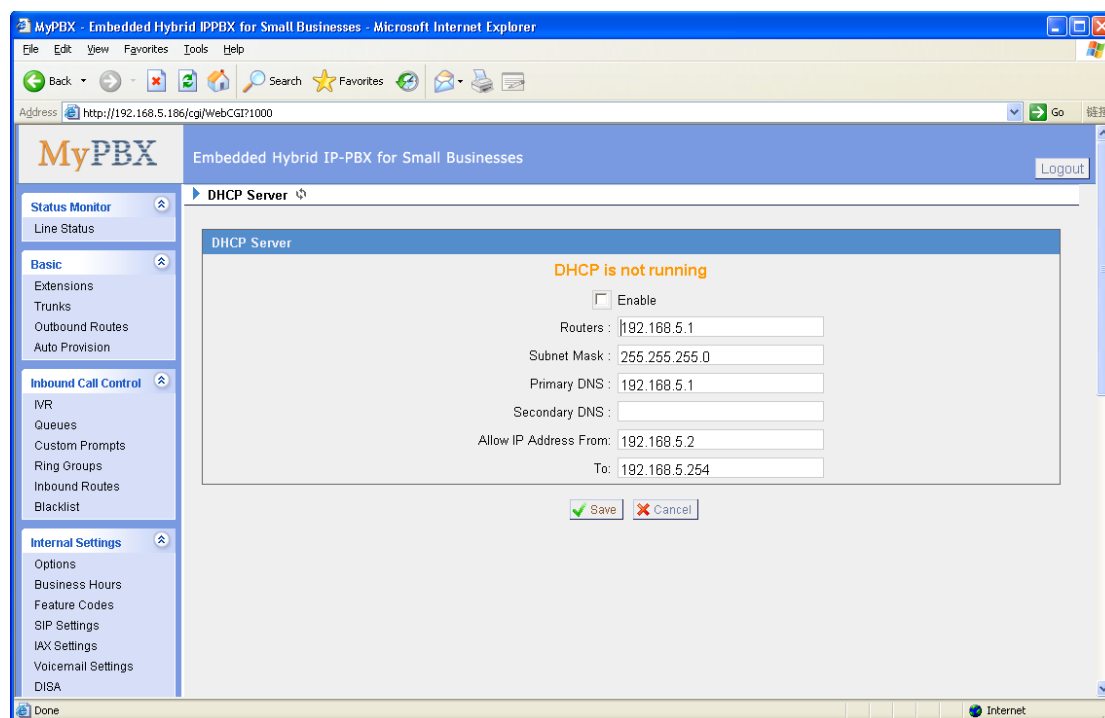 MyPBX - Embedded Hybrid IPPBX for Small Businesses - Microsoft Internet Explorer
File Edit View Favorites Tools Help
Back Search Favorites
Address http://192.168.5.186/cgi/WebCGI?1000 Go
MyPBX
Embedded Hybrid IP-PBX for Small Businesses
Logout
Status Monitor
Line Status
Basic
Extensions
Trunks
Outbound Routes
Auto Provision
Inbound Call Control
IVR
Queues
Custom Prompts
Ring Groups
Inbound Routes
Blacklist
Internal Settings
Options
Business Hours
Feature Codes
SIP Settings
IAX Settings
Voicemail Settings
DISA
DHCP Server
DHCP Server
DHCP is not running
Enable
Routers : 192.168.5.1
Subnet Mask : 255.255.255.0
Primary DNS : 192.168.5.1
Secondary DNS :
Allow IP Address From: 192.168.5.2
To: 192.168.5.254
Save Cancel
Done Internet